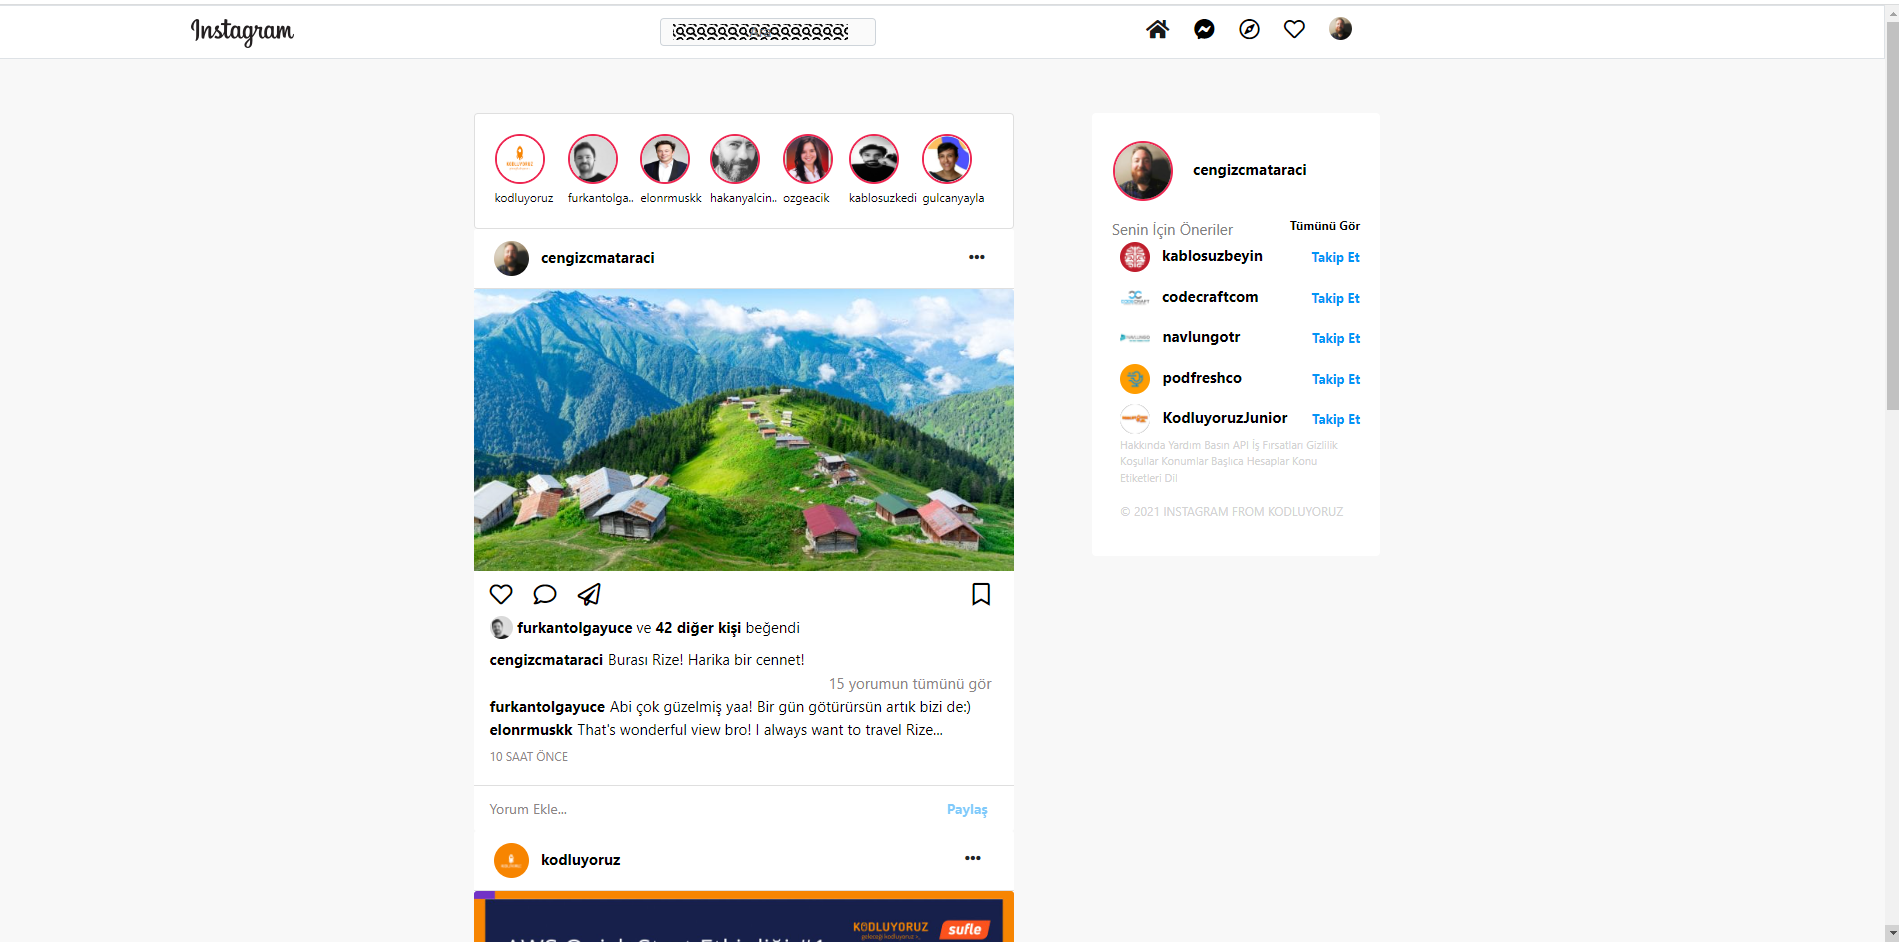 Instagram
Ara
kodluyoruz furkantolga.. elonrmuskk hakanyalcin.. ozgeacik kablosuzkedi gulcanyayla
cengizcmataraci •••
furkantolgayuce ve 42 diğer kişi beğendi
cengizcmataraci Burası Rize! Harika bir cennet!
15 yorumun tümünü gör
furkantolgayuce Abi çok güzelmiş yaa! Bir gün götürürsün artık bizi de:)
elonrmuskk That's wonderful view bro! I always want to travel Rize...
10 SAAT ÖNCE
Yorum Ekle... Paylaş
kodluyoruz •••
KODLUYORUZ sufle
geleceği kodluyoruz
cengizcmataraci
Senin İçin Öneriler Tümünü Gör
kablosuzbeyin Takip Et
codecraftcom Takip Et
navlungotr Takip Et
podfreshco Takip Et
KodluyoruzJunior Takip Et
Hakkında Yardım Basın API İş Fırsatları Gizlilik
Koşullar Konumlar Başlıca Hesaplar Konu
Etiketleri Dil
© 2021 INSTAGRAM FROM KODLUYORUZ